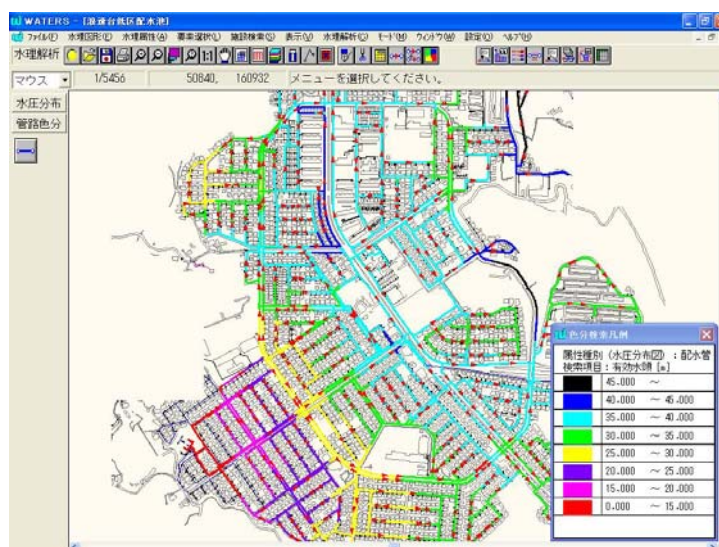 WATERS - [浪速台低区配水池]
ファイル(F) 水理図形(E) 水理属性(A) 要素選択(L) 施設検索(S) 表示(V) 水理解析(C) モード(M) ウィンドウ(W) 設定(O) ヘルプ(H)
水理解析
1:1
マウス 1/5456 50840, 160932 メニューを選択してください。
水圧分布
管路色分
色分検索凡例
属性種別(水圧分布図):配水管
検索項目:有効水頭 [m]
45.000 ～
40.000 ～ 45.000
35.000 ～ 40.000
30.000 ～ 35.000
25.000 ～ 30.000
20.000 ～ 25.000
15.000 ～ 20.000
0.000 ～ 15.000